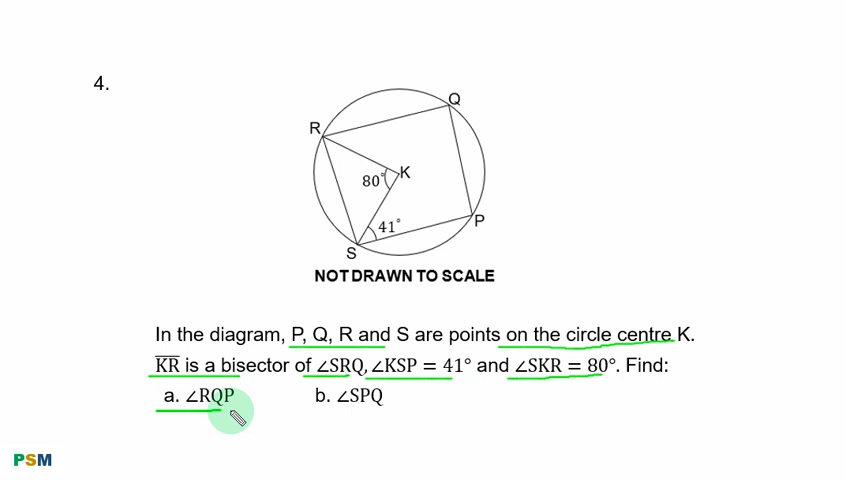 4.
Q
R
K
80°
41°
P
S
NOT DRAWN TO SCALE
In the diagram, P, Q, R and S are points on the circle centre K.
K̅R̅ is a bisector of ∠SRQ, ∠KSP = 41° and ∠SKR = 80°. Find:
a. ∠RQP b. ∠SPQ
PSM